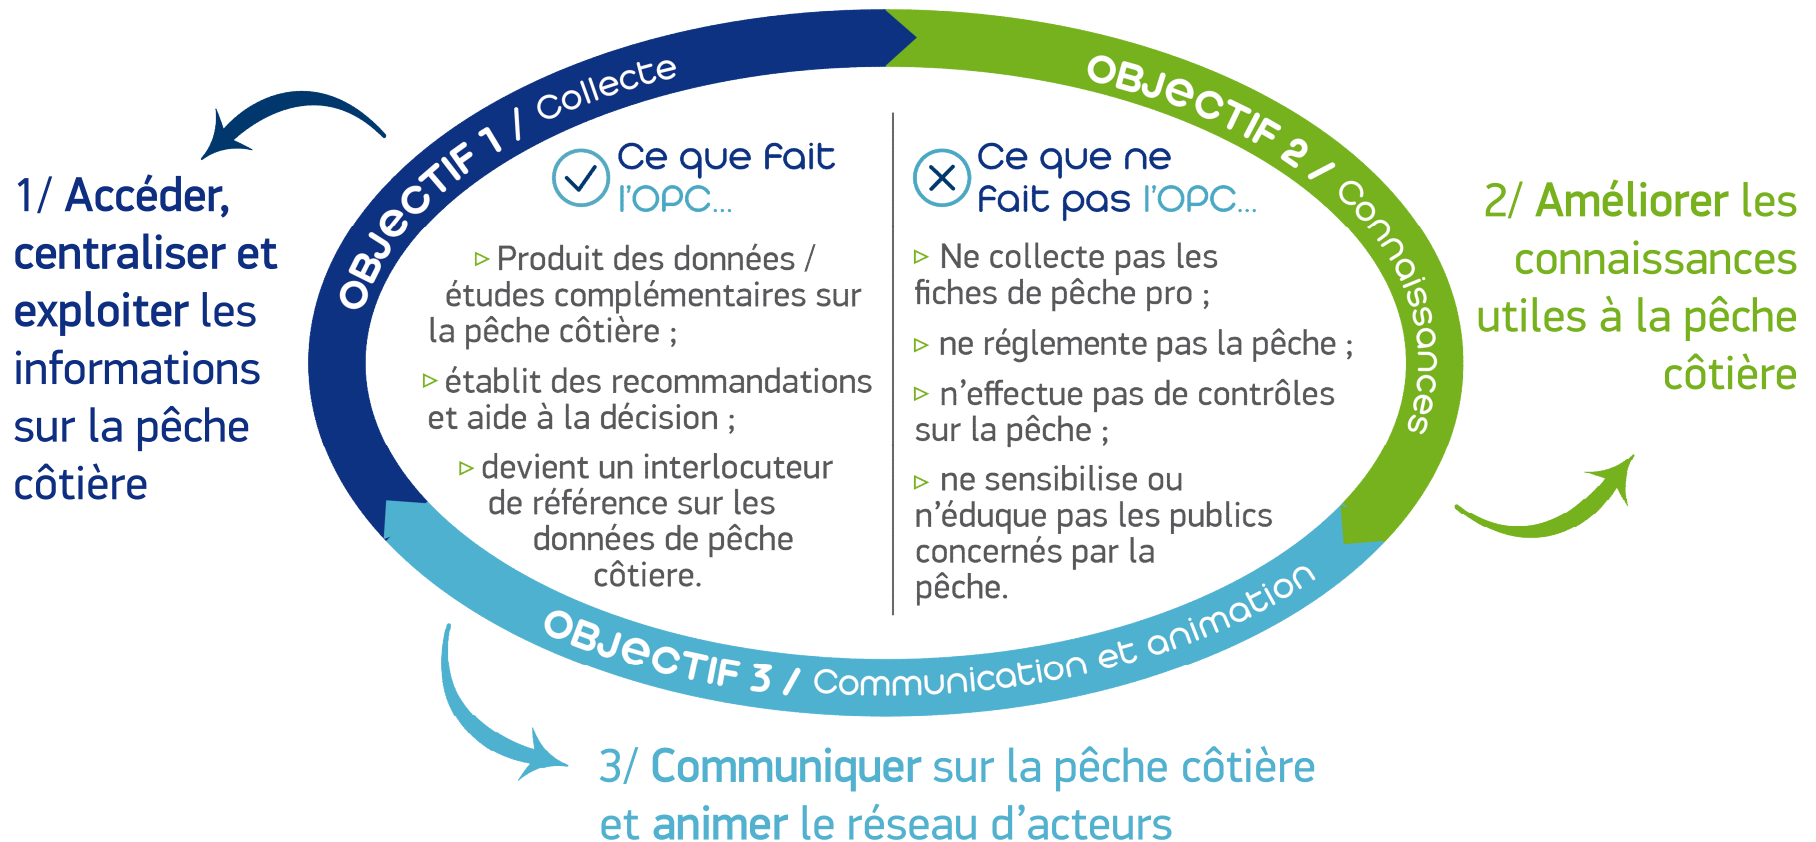 OBJECTIF 1 / Collecte
OBJECTIF 2 / Connaissances
1/ Accéder,
centraliser et
exploiter les
informations
sur la pêche
côtière
Ce que fait
l'OPC...
▹ Produit des données /
études complémentaires sur
la pêche côtière ;
▹ établit des recommandations
et aide à la décision ;
▹ devient un interlocuteur
de référence sur les
données de pêche
côtiere.
Ce que ne
fait pas l'OPC...
▹ Ne collecte pas les
fiches de pêche pro ;
▹ ne réglemente pas la pêche ;
▹ n'effectue pas de contrôles
sur la pêche ;
▹ ne sensibilise ou
n'éduque pas les publics
concernés par la
pêche.
2/ Améliorer les
connaissances
utiles à la pêche
côtière
OBJECTIF 3 / Communication et animation
3/ Communiquer sur la pêche côtière
et animer le réseau d'acteurs